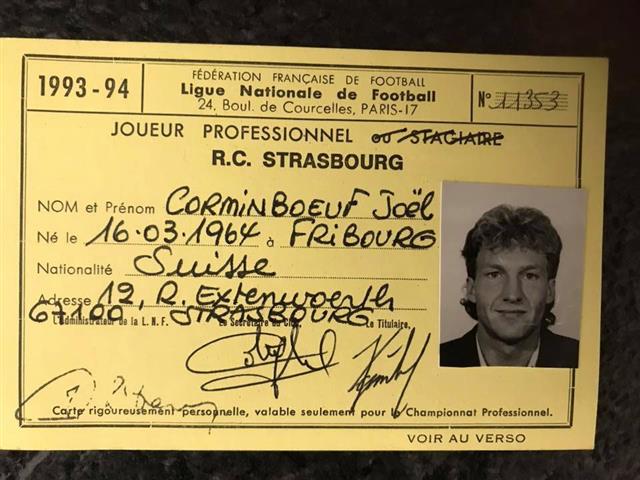 1993-94
FÉDÉRATION FRANÇAISE DE FOOTBALL
Ligue Nationale de Football
24, Boul. de Courcelles, PARIS-17
N° 11353
JOUEUR PROFESSIONNEL ou STAGIAIRE
R.C. STRASBOURG
NOM et Prénom CORMINBOEUF Joël
Né le 16.03.1964 à FRIBOURG
Nationalité Suisse
Adresse 12, R. Extenwoerth
67100 STRASBOURG
L'Administrateur de la L.N.F. Le Secrétaire du Club, Le Titulaire,
Carte rigoureusement personnelle, valable seulement pour le Championnat Professionnel.
VOIR AU VERSO